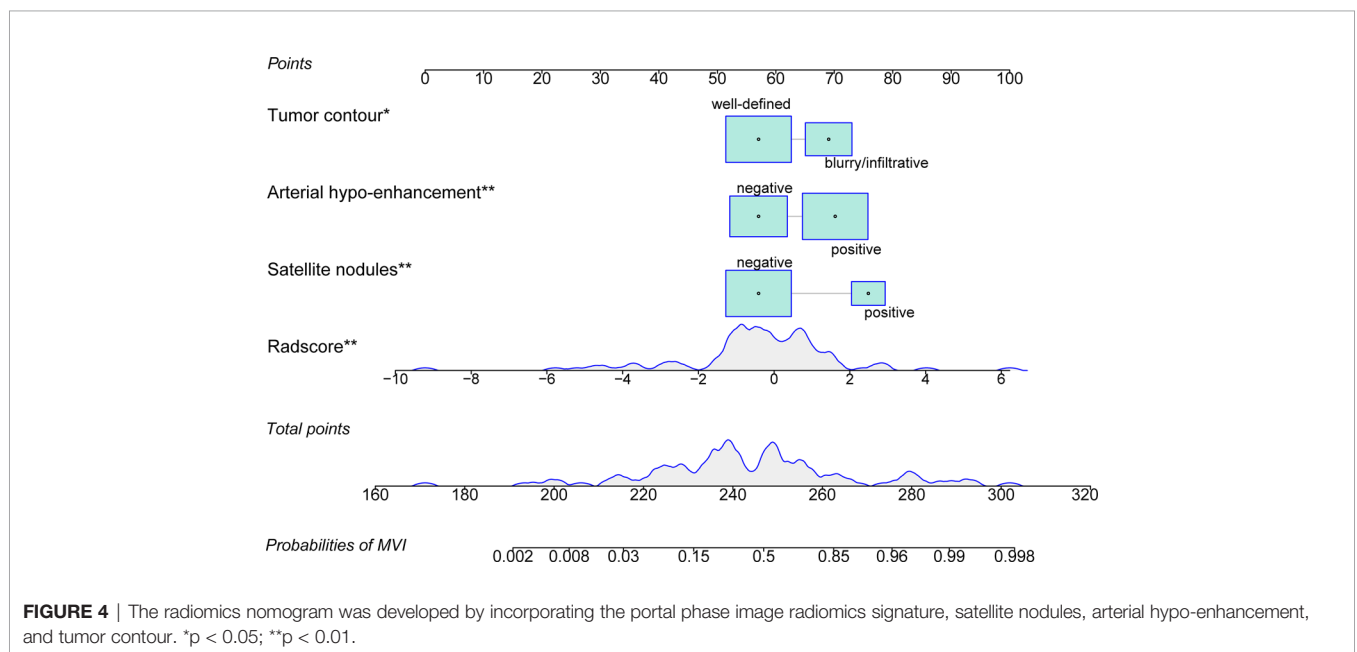 Points
0 10 20 30 40 50 60 70 80 90 100
well-defined
Tumor contour*
blurry/infiltrative
negative
Arterial hypo-enhancement**
positive
negative
Satellite nodules**
positive
Radscore**
−10 −8 −6 −4 −2 0 2 4 6
Total points
160 180 200 220 240 260 280 300 320
Probabilities of MVI
0.002 0.008 0.03 0.15 0.5 0.85 0.96 0.99 0.998
FIGURE 4 | The radiomics nomogram was developed by incorporating the portal phase image radiomics signature, satellite nodules, arterial hypo-enhancement,
and tumor contour. *p < 0.05; **p < 0.01.